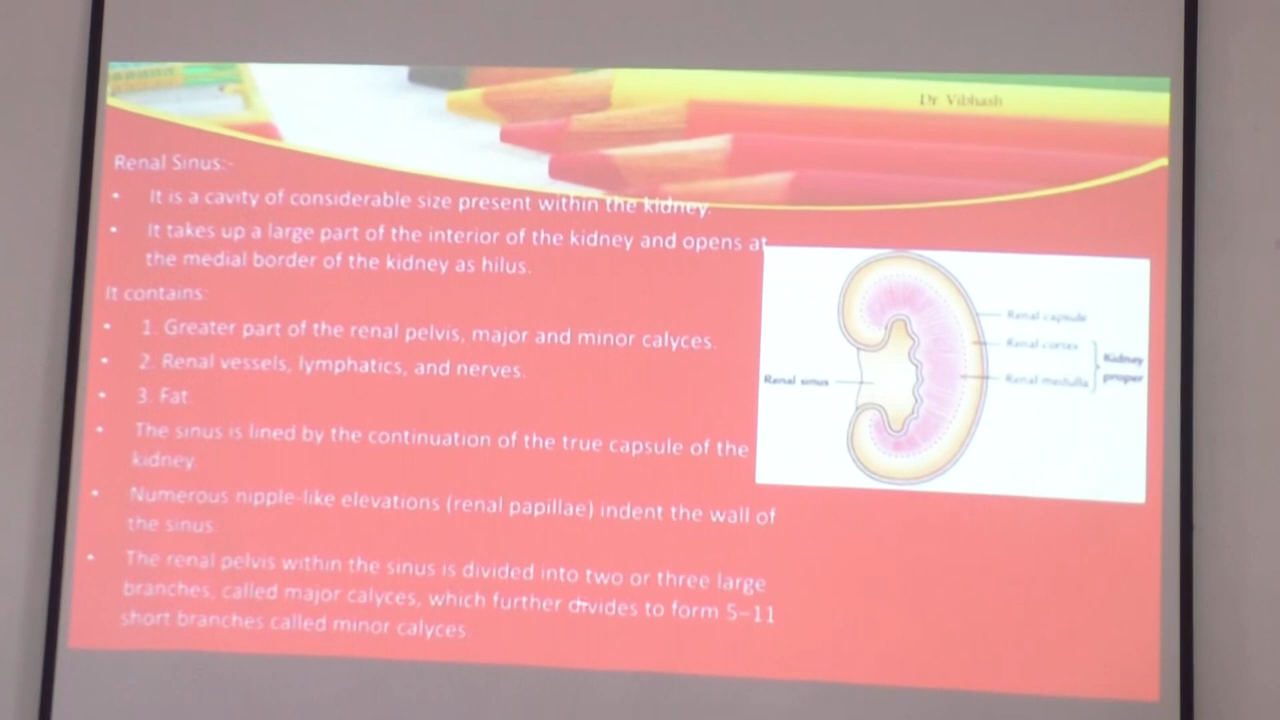 Dr. Vibhash
Renal Sinus:-
• It is a cavity of considerable size present within the kidney.
• It takes up a large part of the interior of the kidney and opens at
the medial border of the kidney as hilus.
It contains:
• 1. Greater part of the renal pelvis, major and minor calyces.
• 2. Renal vessels, lymphatics, and nerves.
• 3. Fat.
• The sinus is lined by the continuation of the true capsule of the
kidney.
• Numerous nipple-like elevations (renal papillae) indent the wall of
the sinus.
• The renal pelvis within the sinus is divided into two or three large
branches, called major calyces, which further divides to form 5–11
short branches called minor calyces.
Renal capsule
Renal cortex
Renal medulla
Kidney
proper
Renal sinus